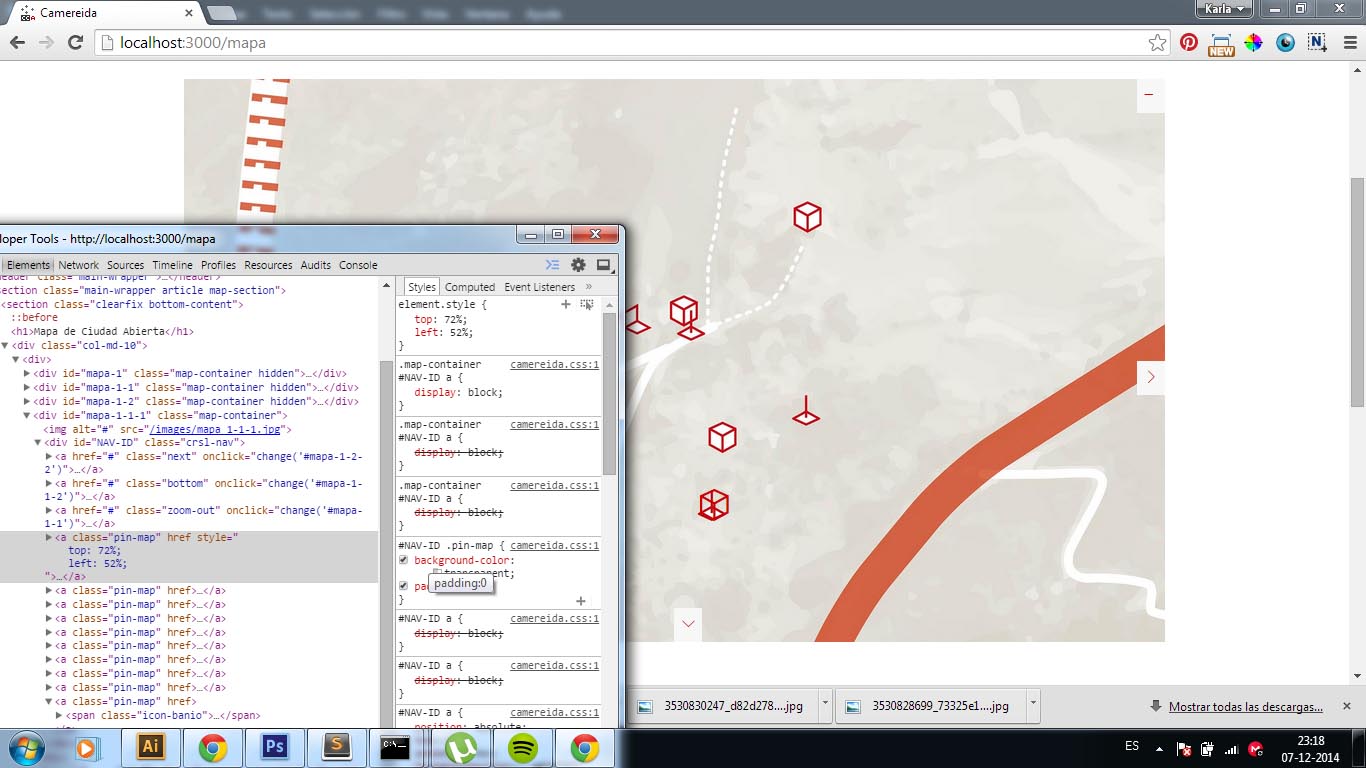 Camereida
Karla
localhost:3000/mapa
NEW
loper Tools - http://localhost:3000/mapa
Elements Network Sources Timeline Profiles Resources Audits Console
header class="main-wrapper">…</header>
section class="main-wrapper article map-section">
<section class="clearfix bottom-content">
::before
<h1>Mapa de Ciudad Abierta</h1>
<div class="col-md-10">
<div>
<div id="mapa-1" class="map-container hidden">…</div>
<div id="mapa-1-1" class="map-container hidden">…</div>
<div id="mapa-1-2" class="map-container hidden">…</div>
<div id="mapa-1-1-1" class="map-container">
<img alt="#" src="/images/mapa 1-1-1.jpg">
<div id="NAV-ID" class="crsl-nav">
<a href="#" class="next" onclick="change('#mapa-1-2-
2')">…</a>
<a href="#" class="bottom" onclick="change('#mapa-1-
1-2')">…</a>
<a href="#" class="zoom-out" onclick="change('#mapa-
1-1')">…</a>
<a class="pin-map" href style="
top: 72%;
left: 52%;
">…</a>
<a class="pin-map" href>…</a>
<a class="pin-map" href>…</a>
<a class="pin-map" href>…</a>
<a class="pin-map" href>…</a>
<a class="pin-map" href>…</a>
<a class="pin-map" href>…</a>
<a class="pin-map" href>…</a>
<a class="pin-map" href>…</a>
<a class="pin-map" href>
<span class="icon-banio">…</span>
Styles Computed Event Listeners »
element.style {
top: 72%;
left: 52%;
}
.map-container camereida.css:1
#NAV-ID a {
display: block;
}
.map-container camereida.css:1
#NAV-ID a {
display: block;
}
.map-container camereida.css:1
#NAV-ID a {
display: block;
}
#NAV-ID .pin-map { camereida.css:1
background-color:
transparent;
padding:0
}
#NAV-ID a { camereida.css:1
display: block;
}
#NAV-ID a { camereida.css:1
display: block;
}
#NAV-ID a { camereida.css:1
position: absolute;
3530830247_d82d278....jpg
3530828699_73325e1....jpg
Mostrar todas las descargas...
Ai
Ps
S
C:\.
ES
23:18
07-12-2014